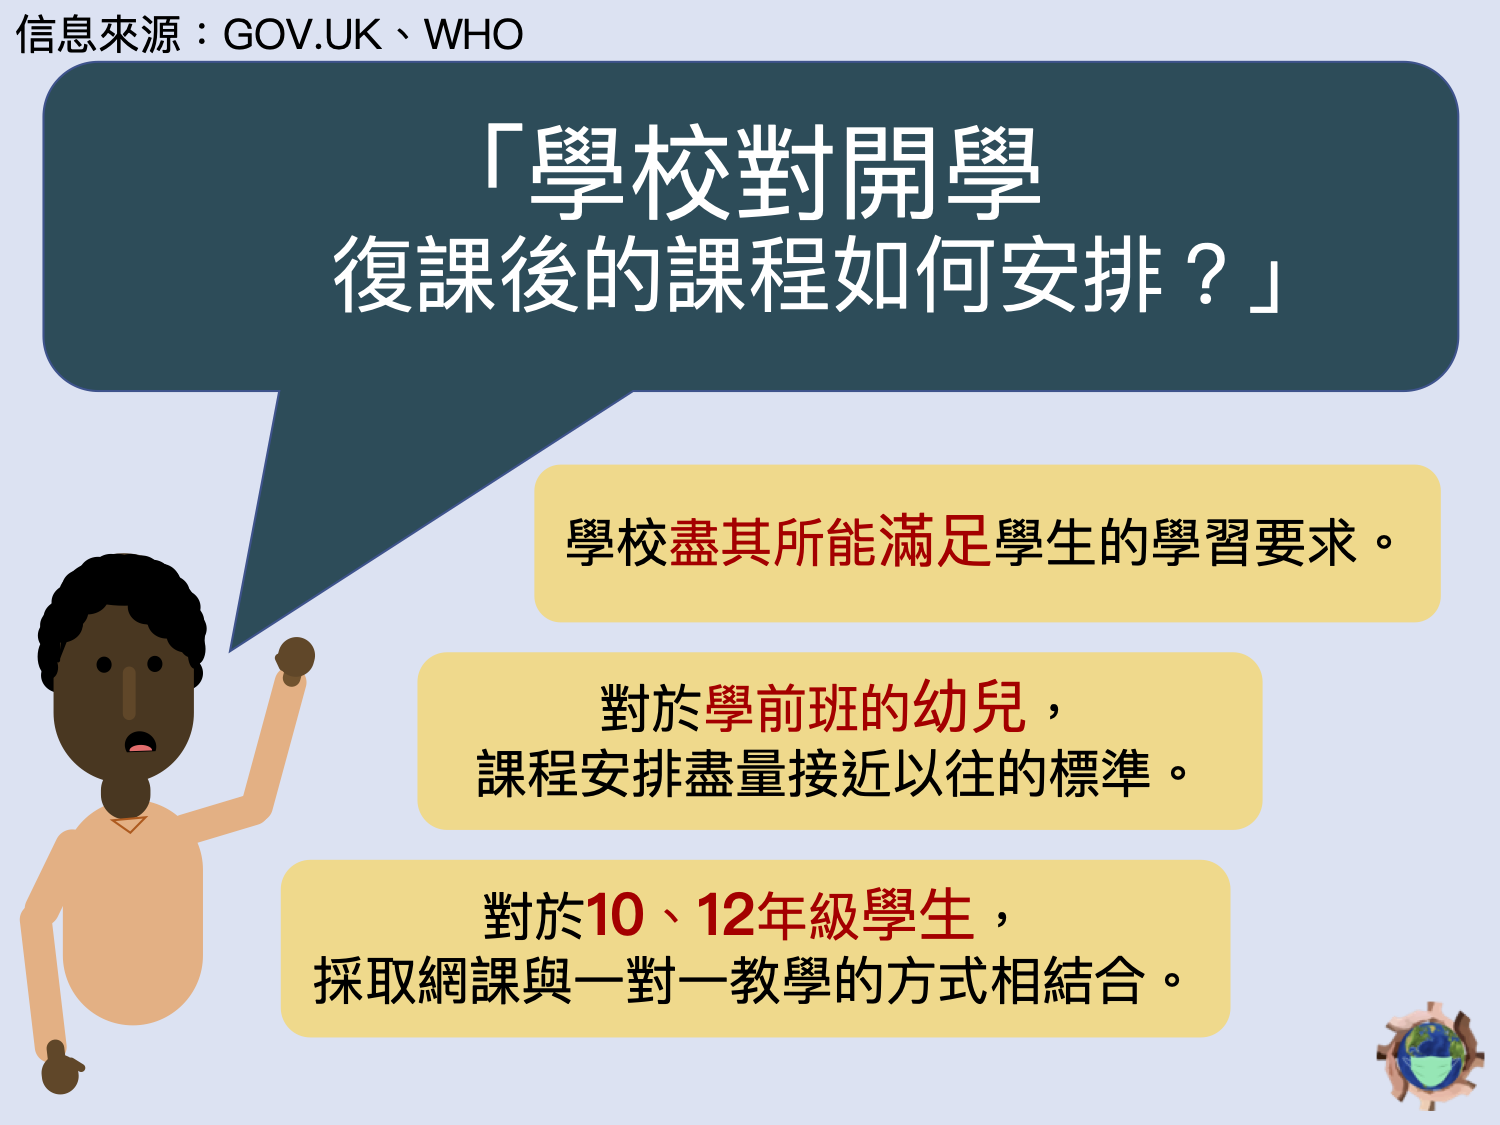 信息來源：GOV.UK、WHO
「學校對開學
復課後的課程如何安排？」
學校盡其所能滿足學生的學習要求。
對於學前班的幼兒，
課程安排盡量接近以往的標準。
對於10、12年級學生，
採取網課與一對一教學的方式相結合。